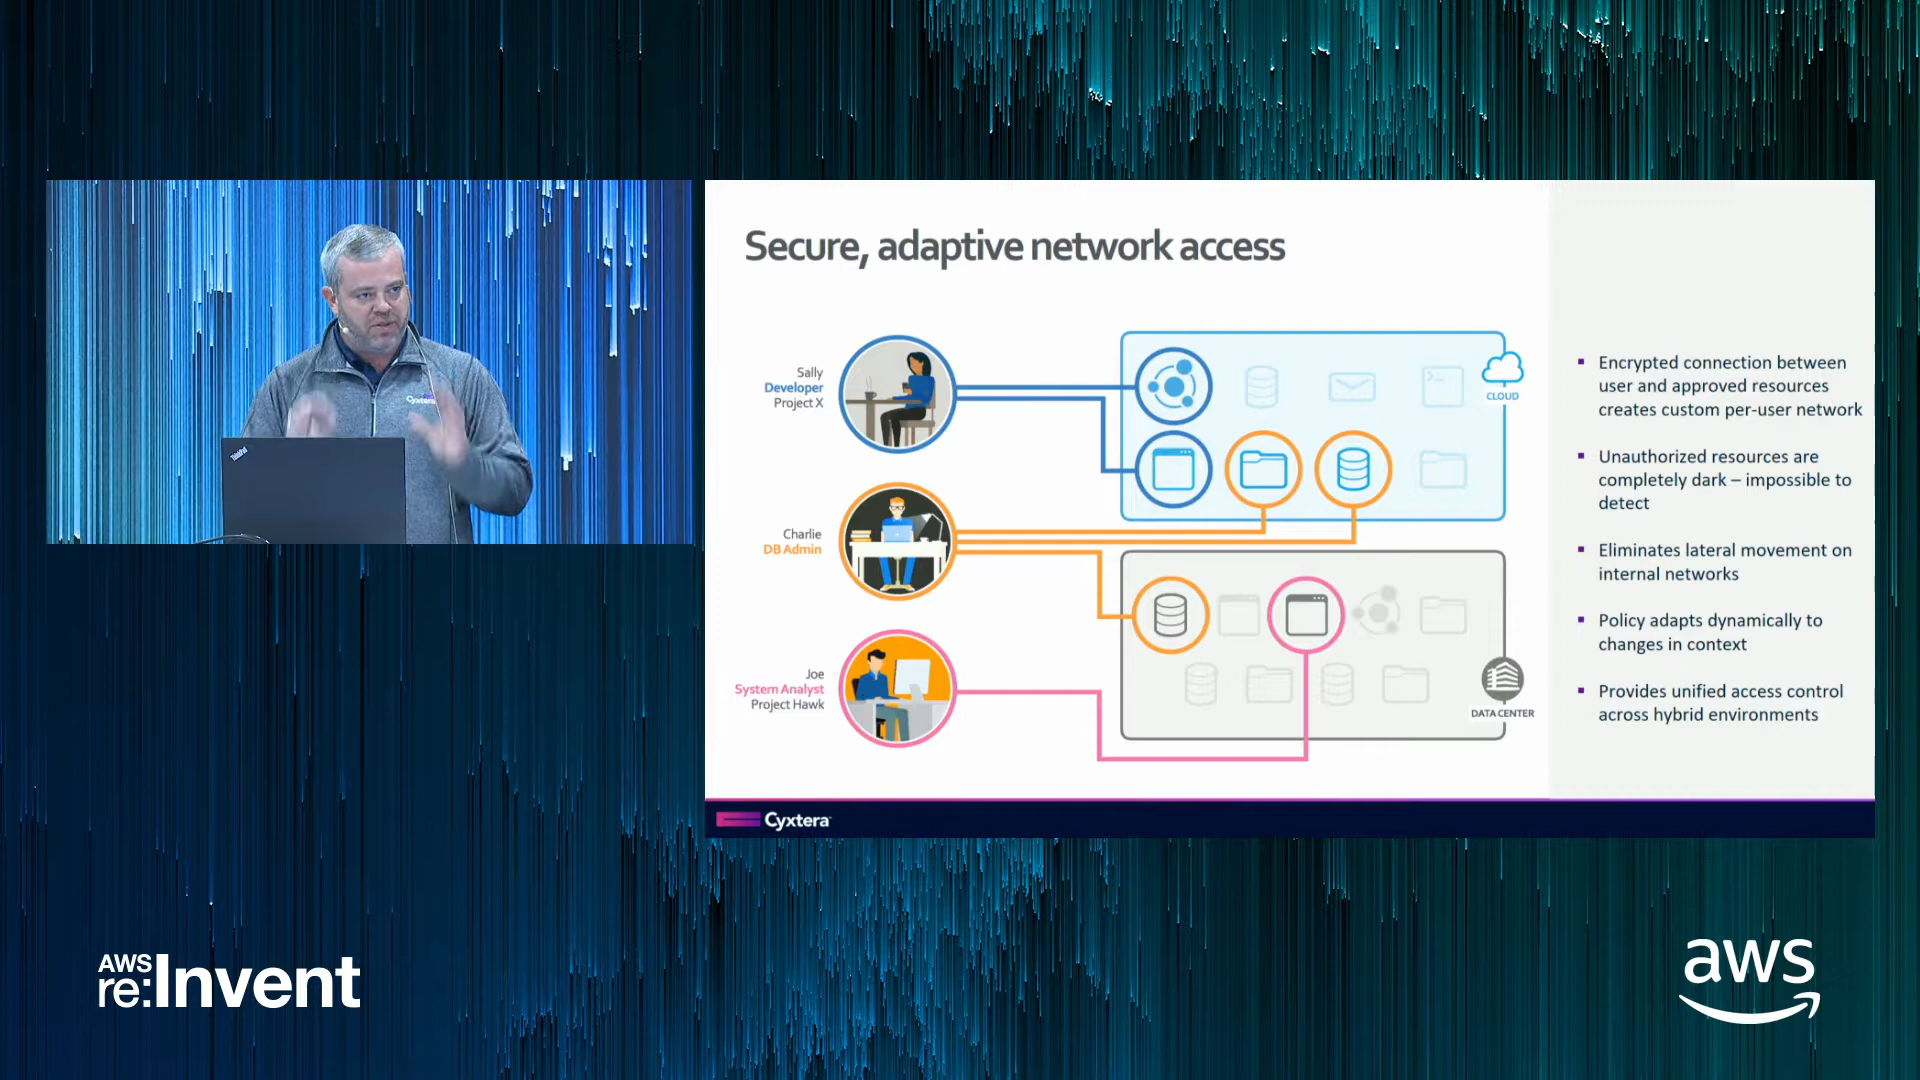 ThinkPad
Cyxtera
Secure, adaptive network access
Sally
Developer
Project X
Charlie
DB Admin
Joe
System Analyst
Project Hawk
CLOUD
DATA CENTER
▪ Encrypted connection between
user and approved resources
creates custom per-user network
▪ Unauthorized resources are
completely dark – impossible to
detect
▪ Eliminates lateral movement on
internal networks
▪ Policy adapts dynamically to
changes in context
▪ Provides unified access control
across hybrid environments
Cyxtera
AWS
re:Invent
aws